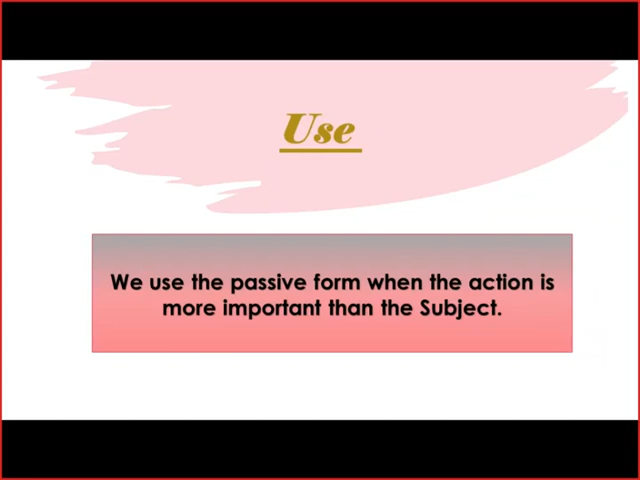 Use
We use the passive form when the action is
more important than the Subject.